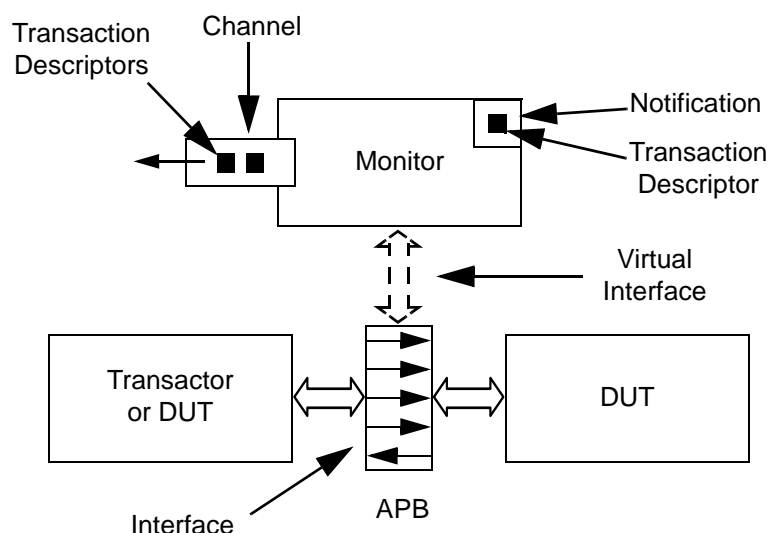 Transaction
Descriptors
Channel
Monitor
Notification
Transaction
Descriptor
Virtual
Interface
Transactor
or DUT
DUT
APB
Interface